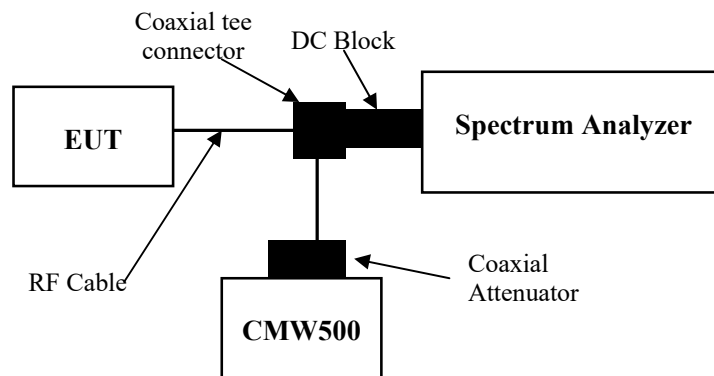 Coaxial tee
connector
DC Block
EUT
Spectrum Analyzer
RF Cable
Coaxial
Attenuator
CMW500